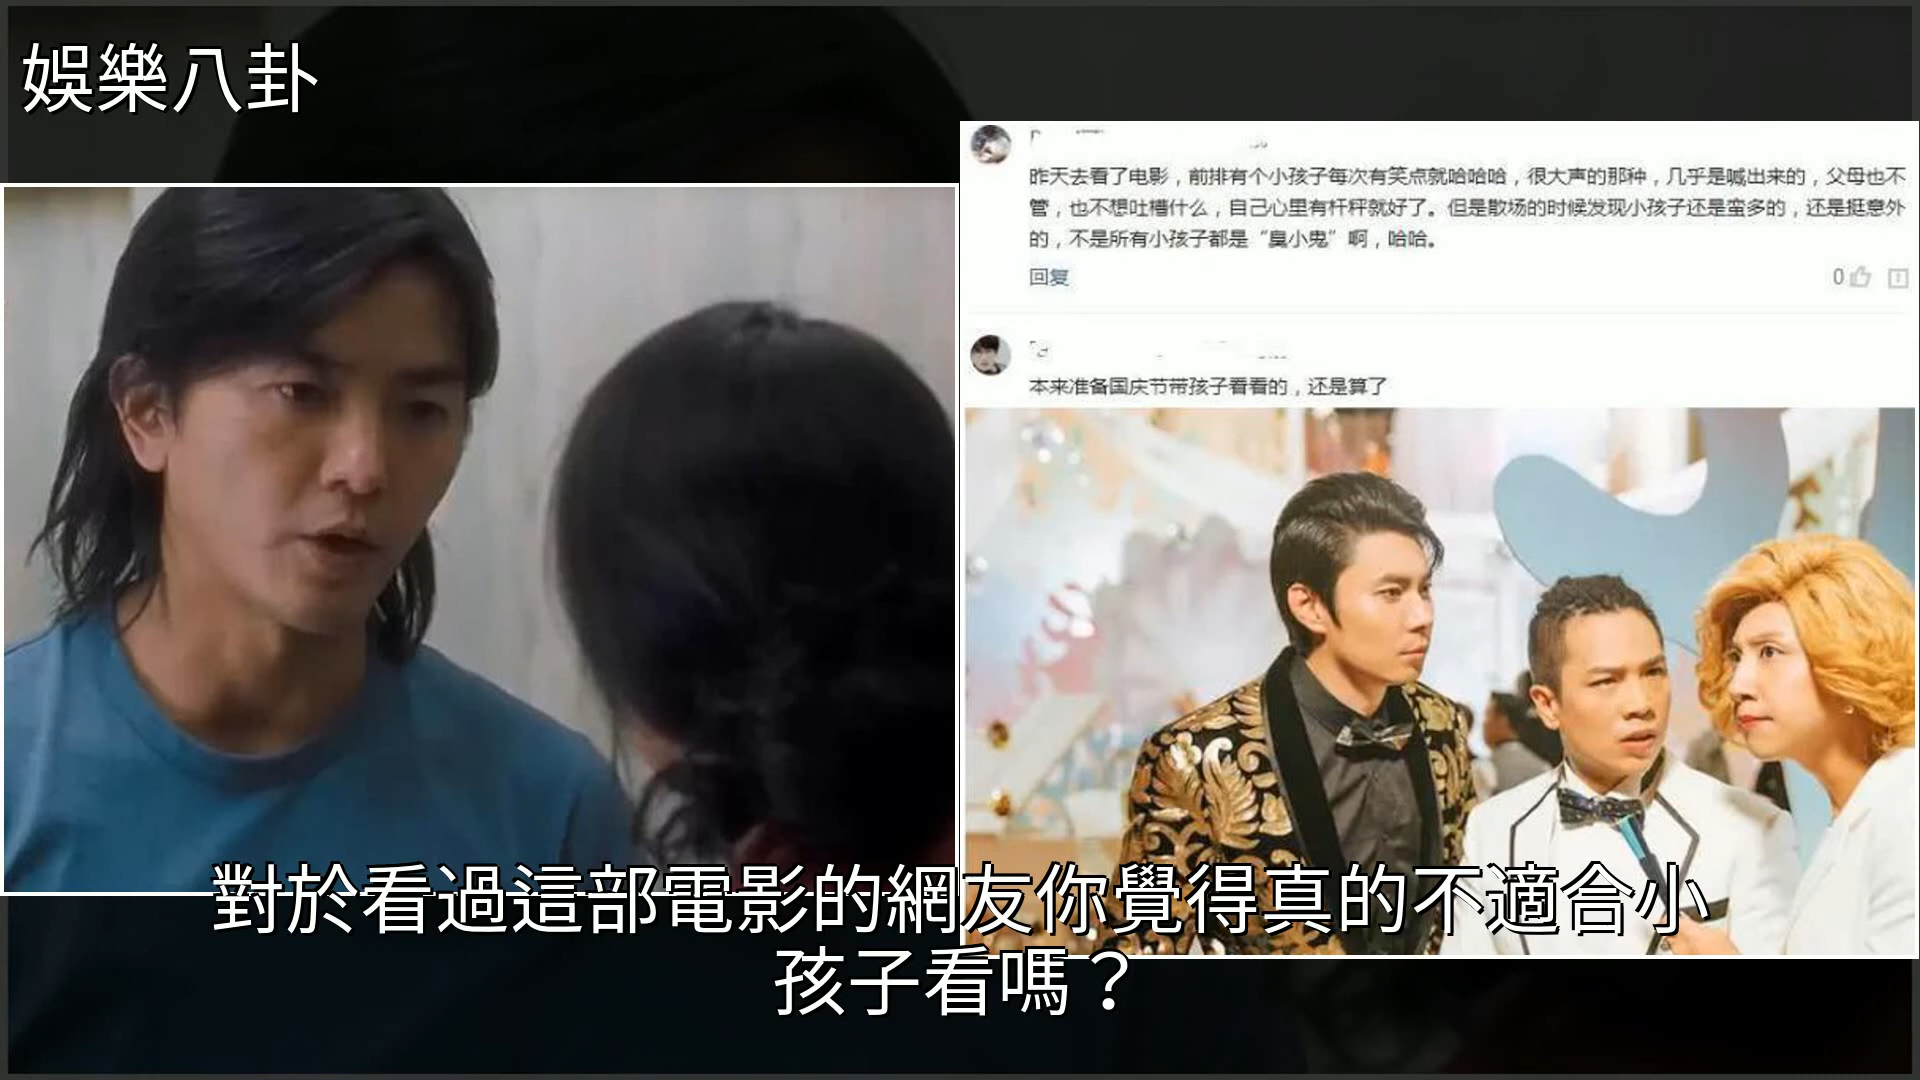 娛樂八卦
昨天去看了电影，前排有个小孩子每次有笑点就哈哈哈，很大声的那种，几乎是喊出来的，父母也不
管，也不想吐槽什么，自己心里有杆秤就好了。但是散场的时候发现小孩子还是蛮多的，还是挺意外
的，不是所有小孩子都是“臭小鬼”啊，哈哈。
回复
0
本来准备国庆节带孩子看看的，还是算了
對於看過這部電影的網友你覺得真的不適合小
孩子看嗎？